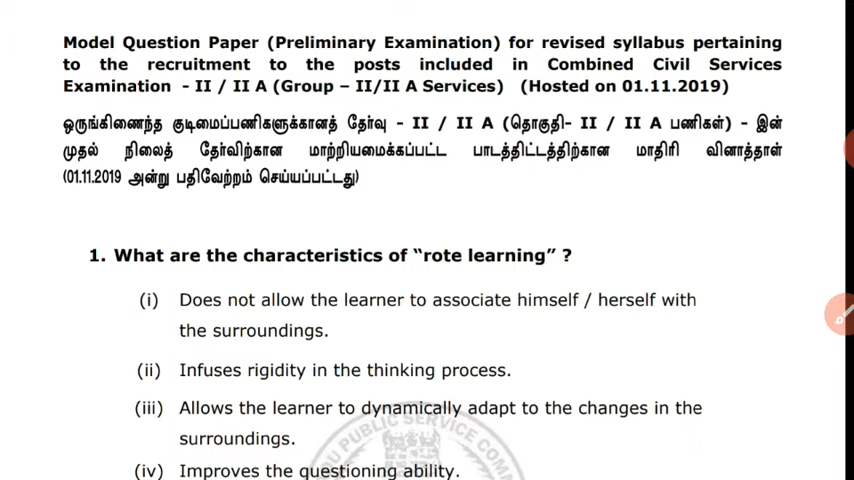 Model Question Paper (Preliminary Examination) for revised syllabus pertaining
to the recruitment to the posts included in Combined Civil Services
Examination - II / II A (Group – II/II A Services) (Hosted on 01.11.2019)
ஒருங்கிணைந்த குடிமைப்பணிகளுக்கானத் தேர்வு - II / II A (தொகுதி- II / II A பணிகள்) - இன்
முதல் நிலைத் தேர்விற்கான மாற்றியமைக்கப்பட்ட பாடத்திட்டத்திற்கான மாதிரி வினாத்தாள்
(01.11.2019 அன்று பதிவேற்றம் செய்யப்பட்டது)
1. What are the characteristics of “rote learning” ?
(i) Does not allow the learner to associate himself / herself with
the surroundings.
(ii) Infuses rigidity in the thinking process.
(iii) Allows the learner to dynamically adapt to the changes in the
surroundings.
(iv) Improves the questioning ability.